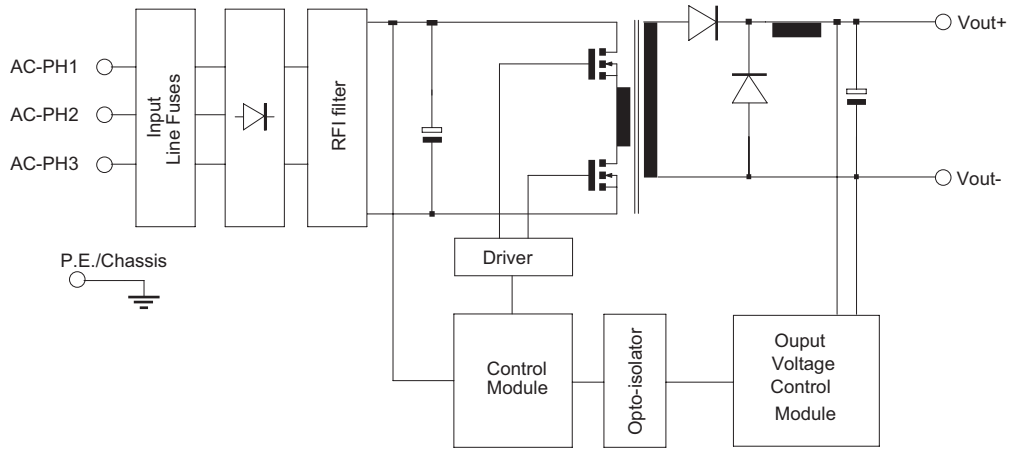 AC-PH1
AC-PH2
AC-PH3
Input
Line Fuses
RFI filter
Vout+
Vout-
P.E./Chassis
Driver
Control
Module
Opto-isolator
Ouput
Voltage
Control
Module